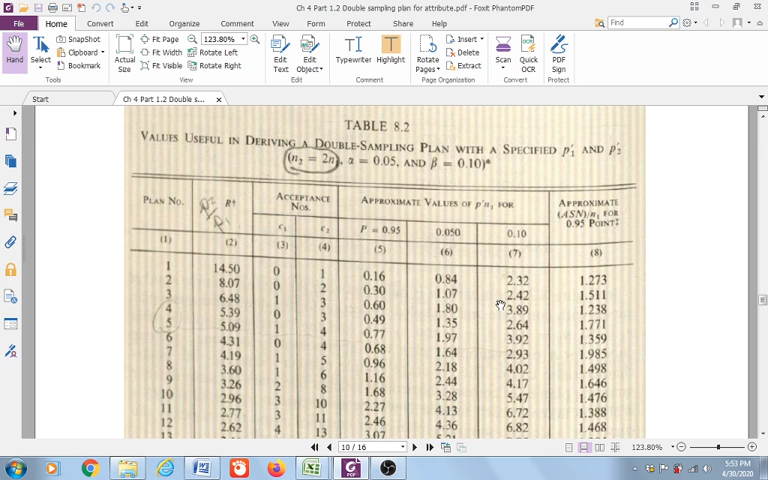 Ch 4 Part 1.2 Double sampling plan for attribute.pdf - Foxit PhantomPDF
File Home Edit Organize Comment View Form Protect Share Help Find
Hand Select SnapShot Clipboard Bookmark Actual Size Fit Page Fit Width Fit Visible 123.80% Rotate Left Rotate Right Edit Text Edit Object Typewriter Highlight Rotate Pages Insert Delete Extract Scan Quick OCR PDF Sign
Tools View Edit Comment Page Organization Convert Protect
Start Ch 4 Part 1.2 Double s...
TABLE 8.2
VALUES USEFUL IN DERIVING A DOUBLE-SAMPLING PLAN WITH A SPECIFIED p′1 AND p′2
(n2 = 2n1, α = 0.05, AND β = 0.10)*
PLAN NO. R† ACCEPTANCE NOS. APPROXIMATE VALUES OF p′n1 FOR APPROXIMATE (ASN)/n1 FOR 0.95 POINT‡
c1 c2 P = 0.95 0.050 0.10
(1) (2) (3) (4) (5) (6) (7) (8)
1 14.50 0 1 0.16 0.84 2.32 1.273
2 8.07 0 2 0.30 1.07 2.42 1.511
3 6.48 1 3 0.60 1.80 3.89 1.238
4 5.39 0 3 0.49 1.35 2.64 1.771
5 5.09 1 4 0.77 1.97 3.92 1.359
6 4.31 0 4 0.68 1.64 2.93 1.985
7 4.19 1 5 0.96 2.18 4.02 1.498
8 3.60 1 6 1.16 2.44 4.17 1.646
9 3.26 2 8 1.68 3.28 5.47 1.476
10 2.96 3 10 2.27 4.13 6.72 1.388
11 2.77 3 11 2.46 4.36 6.82 1.468
12 2.62 4 13 3.07
10 / 16 123.80%
5:53 PM
4/30/2020